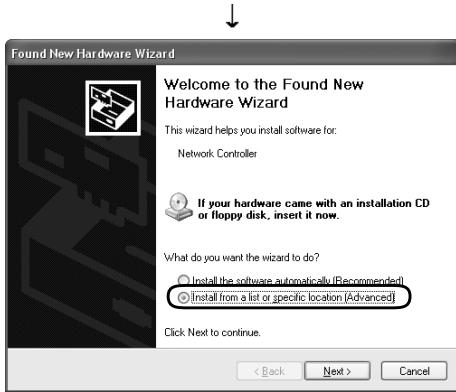 Found New Hardware Wizard
Welcome to the Found New
Hardware Wizard
This wizard helps you install software for:
Network Controller
If your hardware came with an installation CD
or floppy disk, insert it now.
What do you want the wizard to do?
Install the software automatically (Recommended)
Install from a list or specific location (Advanced)
Click Next to continue.
< Back Next > Cancel